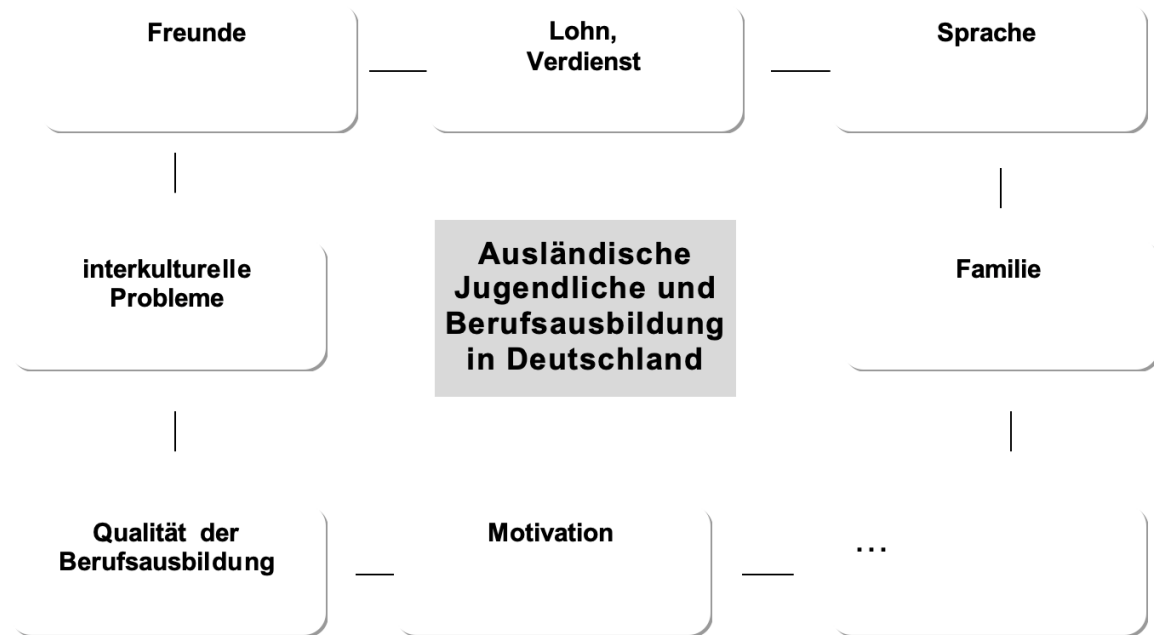 Freunde
Lohn,
Verdienst
Sprache
interkulturelle
Probleme
Ausländische
Jugendliche und
Berufsausbildung
in Deutschland
Familie
Qualität der
Berufsausbildung
Motivation
...